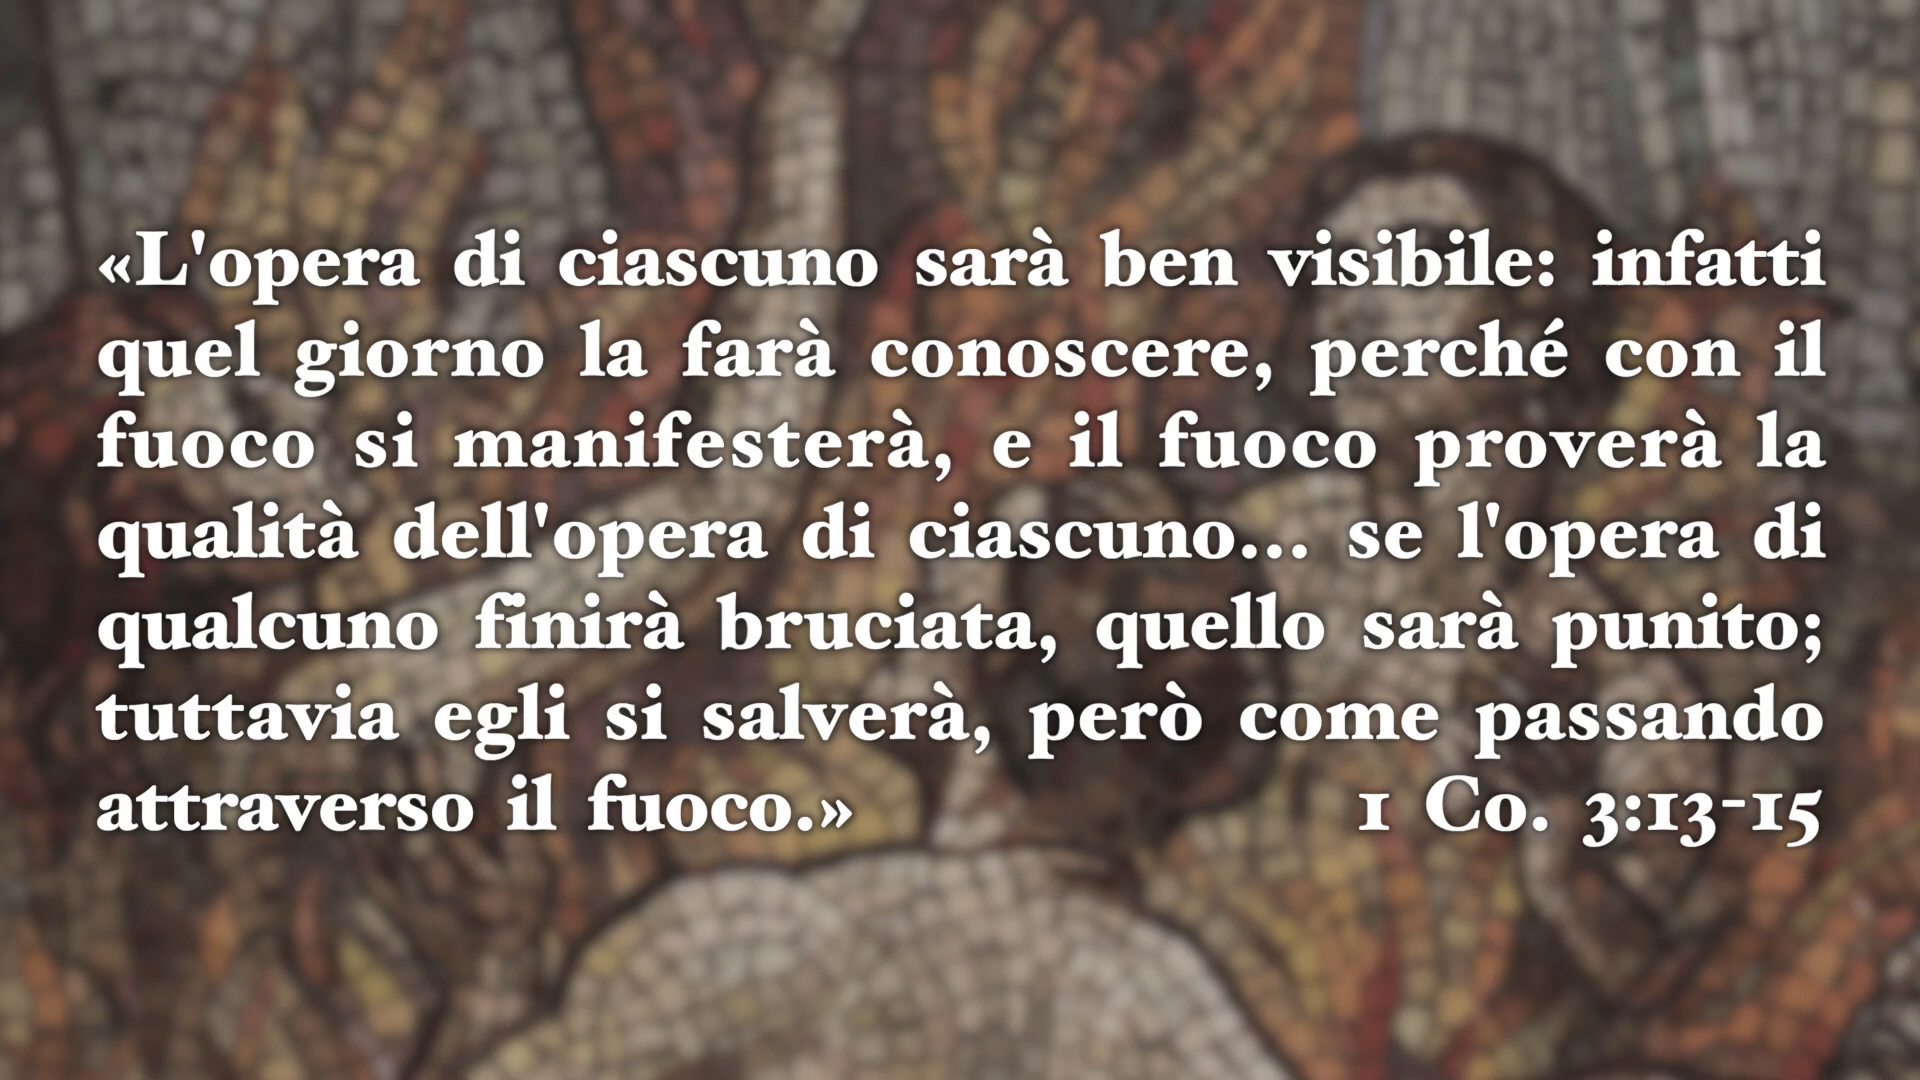 «L'opera di ciascuno sarà ben visibile: infatti
quel giorno la farà conoscere, perché con il
fuoco si manifesterà, e il fuoco proverà la
qualità dell'opera di ciascuno... se l'opera di
qualcuno finirà bruciata, quello sarà punito;
tuttavia egli si salverà, però come passando
attraverso il fuoco.» 1 Co. 3:13-15